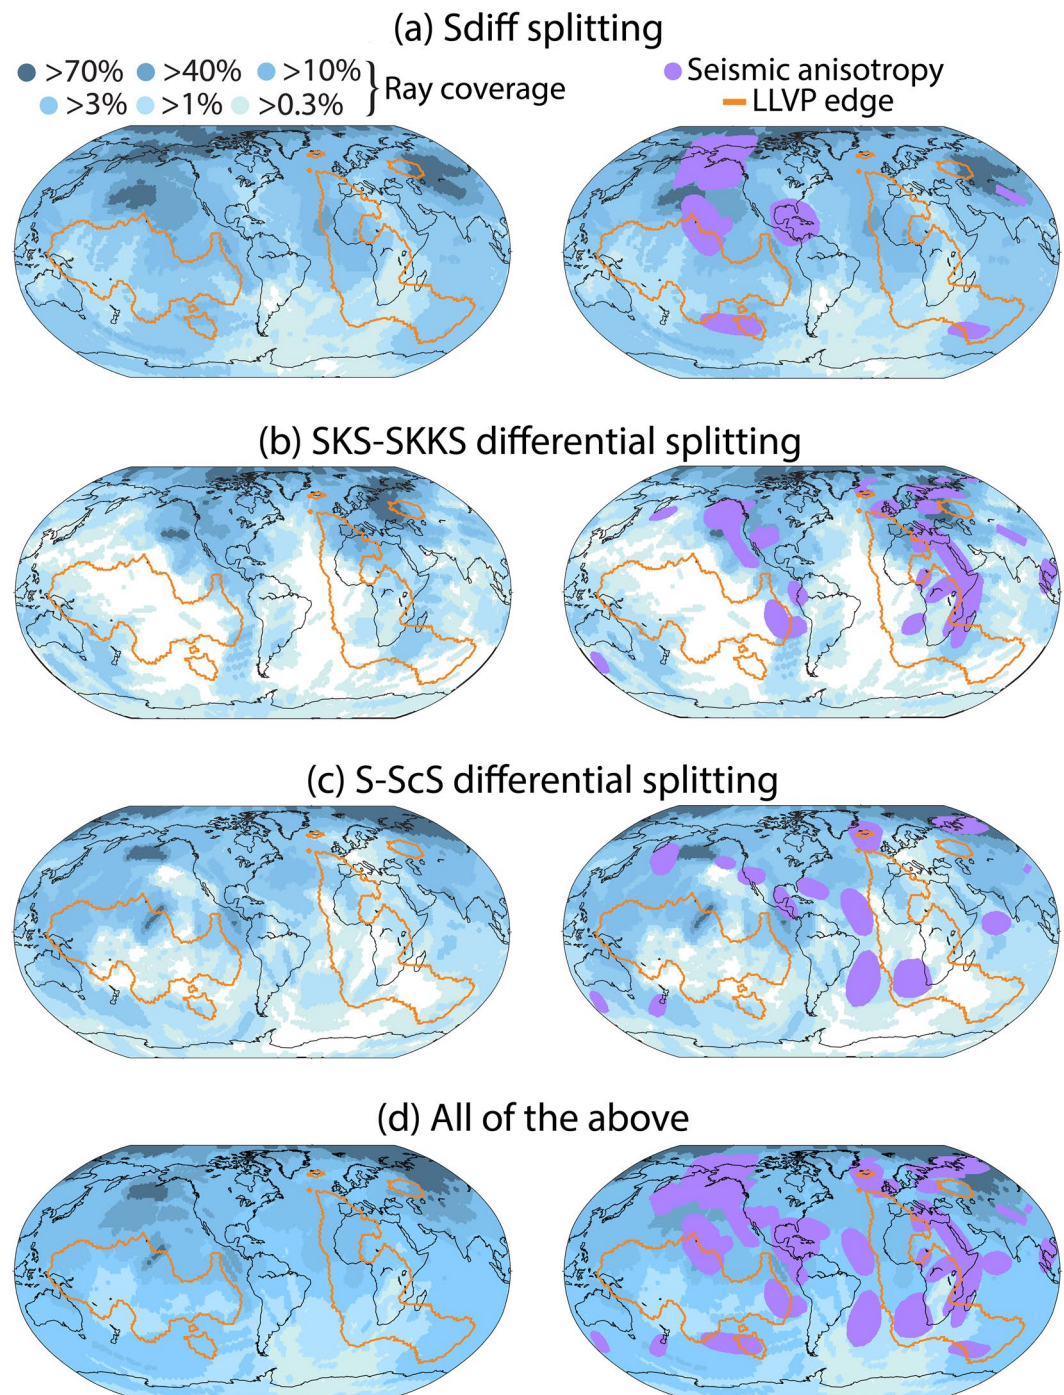 (a) Sdiff splitting
>70% >40% >10%
>3% >1% >0.3%
Ray coverage
Seismic anisotropy
LLVP edge
(b) SKS-SKKS differential splitting
(c) S-ScS differential splitting
(d) All of the above